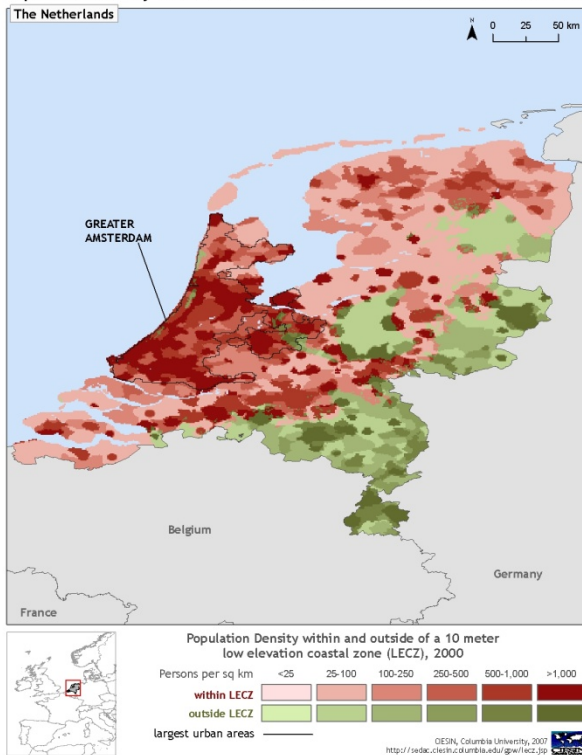 The Netherlands
N
0 25 50 km
GREATER
AMSTERDAM
Belgium
Germany
France
Population Density within and outside of a 10 meter
low elevation coastal zone (LECZ), 2000
Persons per sq km <25 25-100 100-250 250-500 500-1,000 >1,000
within LECZ
outside LECZ
largest urban areas
CIESIN, Columbia University, 2007
http://sedac.ciesin.columbia.edu/gpw/lecz.jsp